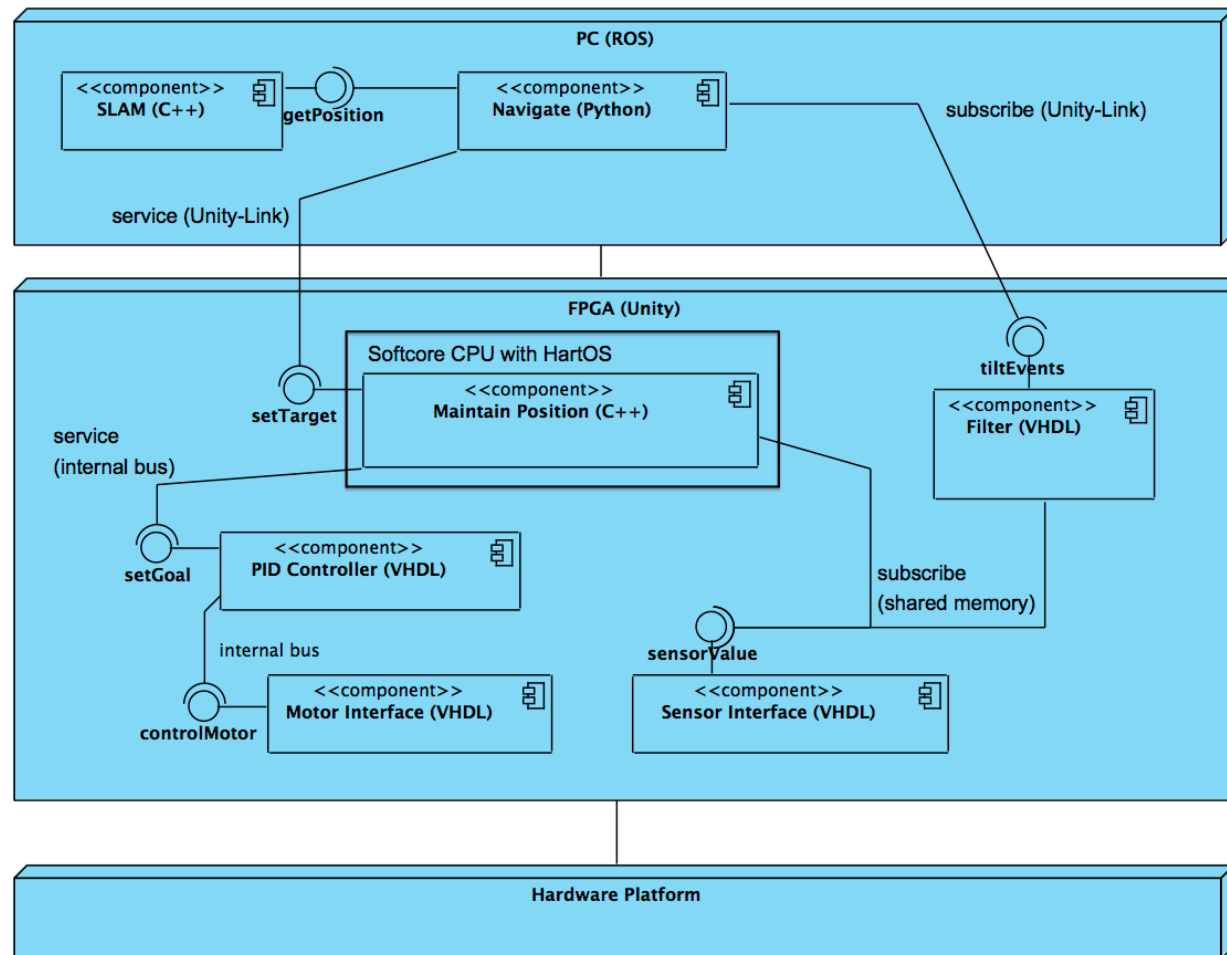 PC (ROS)
<<component>>
SLAM (C++)
getPosition
<<component>>
Navigate (Python)
subscribe (Unity-Link)
service (Unity-Link)
FPGA (Unity)
Softcore CPU with HartOS
<<component>>
Maintain Position (C++)
setTarget
tiltEvents
<<component>>
Filter (VHDL)
service
(internal bus)
setGoal
<<component>>
PID Controller (VHDL)
subscribe
(shared memory)
internal bus
sensorValue
controlMotor
<<component>>
Motor Interface (VHDL)
<<component>>
Sensor Interface (VHDL)
Hardware Platform